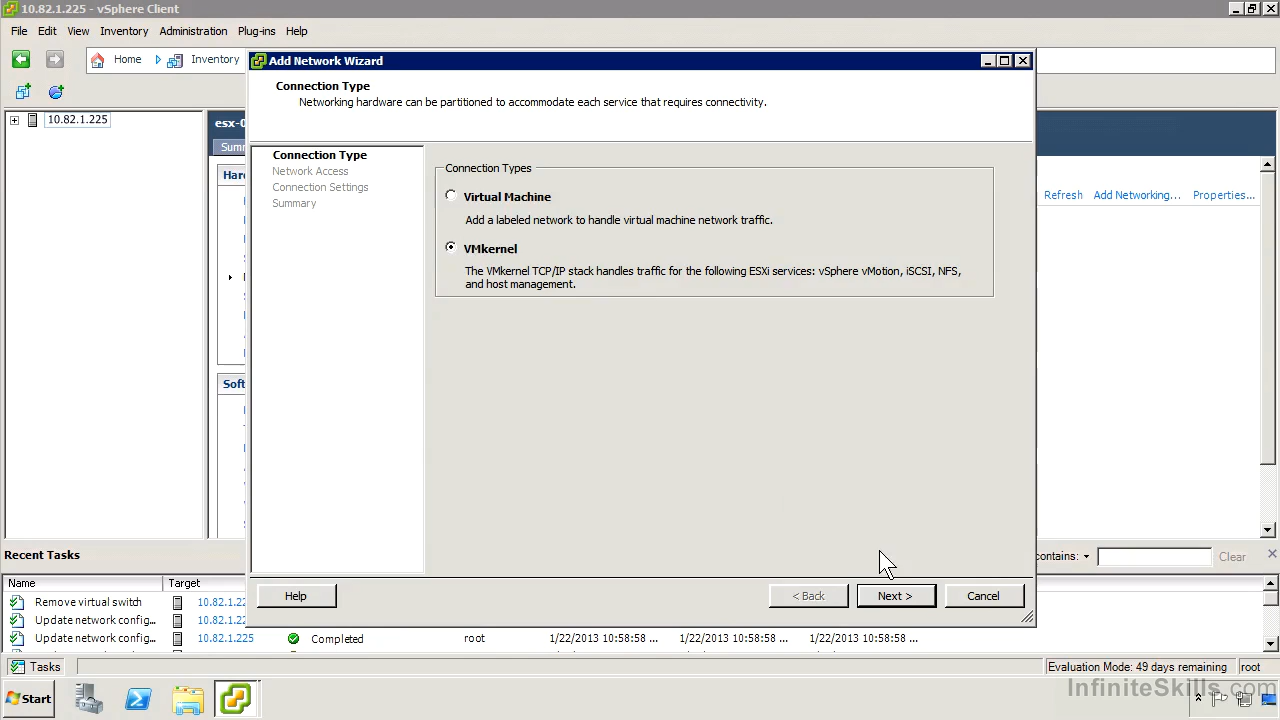 10.82.1.225 - vSphere Client
File Edit View Inventory Administration Plug-ins Help
Home Inventory
Add Network Wizard
Connection Type
Networking hardware can be partitioned to accommodate each service that requires connectivity.
10.82.1.225
Connection Type
Network Access
Connection Settings
Summary
Connection Types
Virtual Machine
Add a labeled network to handle virtual machine network traffic.
VMkernel
The VMkernel TCP/IP stack handles traffic for the following ESXi services: vSphere vMotion, iSCSI, NFS,
and host management.
Refresh Add Networking... Properties...
Help < Back Next > Cancel
Recent Tasks
contains: Clear
Name Target
Remove virtual switch
Update network config...
Update network config... 10.82.1.225 Completed root 1/22/2013 10:58:58 ... 1/22/2013 10:58:58 ... 1/22/2013 10:58:58 ...
Tasks Evaluation Mode: 49 days remaining root
Start
InfiniteSkills.com